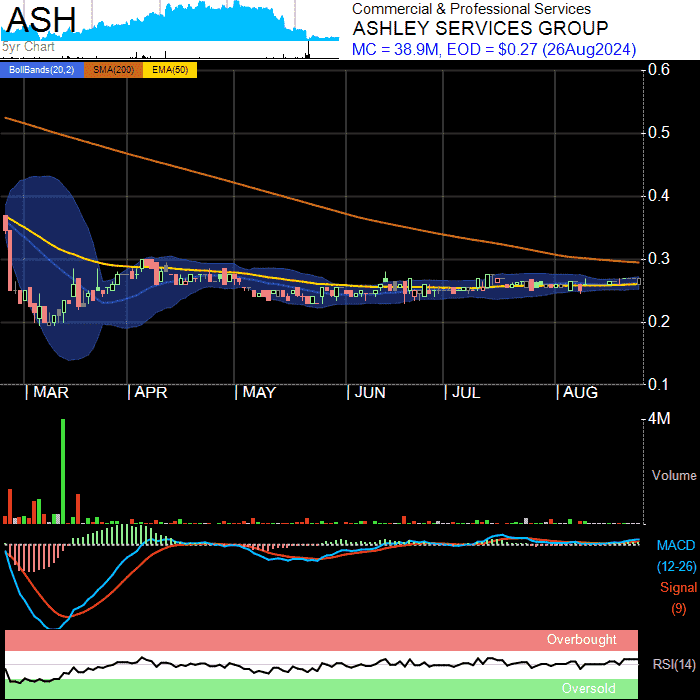 ASH
5yr Chart
Commercial & Professional Services
ASHLEY SERVICES GROUP
MC = 38.9M, EOD = $0.27 (26Aug2024)
BollBands(20,2) SMA(200) EMA(50)
0.6
0.5
0.4
0.3
0.2
0.1
MAR APR MAY JUN JUL AUG
4M
Volume
MACD
(12-26)
Signal
(9)
Overbought
RSI(14)
Oversold